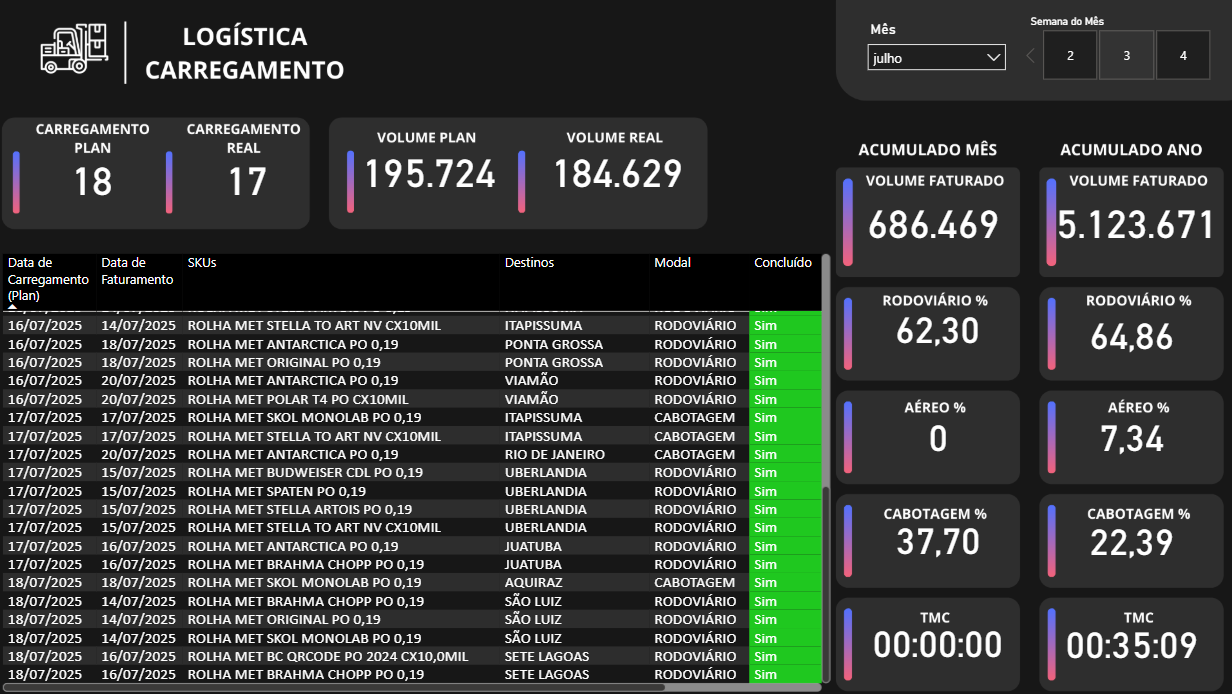 LOGÍSTICA
CARREGAMENTO
Mês
julho
Semana do Mês
2 3 4
CARREGAMENTO
PLAN
18
CARREGAMENTO
REAL
17
VOLUME PLAN
195.724
VOLUME REAL
184.629
Data de
Carregamento
(Plan)
Data de
Faturamento
SKUs
Destinos
Modal
Concluído
16/07/2025 14/07/2025 ROLHA MET STELLA TO ART NV CX10MIL ITAPISSUMA RODOVIÁRIO Sim
16/07/2025 18/07/2025 ROLHA MET ANTARCTICA PO 0,19 PONTA GROSSA RODOVIÁRIO Sim
16/07/2025 18/07/2025 ROLHA MET ORIGINAL PO 0,19 PONTA GROSSA RODOVIÁRIO Sim
16/07/2025 20/07/2025 ROLHA MET ANTARCTICA PO 0,19 VIAMÃO RODOVIÁRIO Sim
16/07/2025 20/07/2025 ROLHA MET POLAR T4 PO CX10MIL VIAMÃO RODOVIÁRIO Sim
17/07/2025 17/07/2025 ROLHA MET SKOL MONOLAB PO 0,19 ITAPISSUMA CABOTAGEM Sim
17/07/2025 17/07/2025 ROLHA MET STELLA TO ART NV CX10MIL ITAPISSUMA CABOTAGEM Sim
17/07/2025 20/07/2025 ROLHA MET ANTARCTICA PO 0,19 RIO DE JANEIRO CABOTAGEM Sim
17/07/2025 15/07/2025 ROLHA MET BUDWEISER CDL PO 0,19 UBERLANDIA RODOVIÁRIO Sim
17/07/2025 15/07/2025 ROLHA MET SPATEN PO 0,19 UBERLANDIA RODOVIÁRIO Sim
17/07/2025 15/07/2025 ROLHA MET STELLA ARTOIS PO 0,19 UBERLANDIA RODOVIÁRIO Sim
17/07/2025 15/07/2025 ROLHA MET STELLA TO ART NV CX10MIL UBERLANDIA RODOVIÁRIO Sim
17/07/2025 16/07/2025 ROLHA MET ANTARCTICA PO 0,19 JUATUBA RODOVIÁRIO Sim
17/07/2025 16/07/2025 ROLHA MET BRAHMA CHOPP PO 0,19 JUATUBA RODOVIÁRIO Sim
18/07/2025 18/07/2025 ROLHA MET SKOL MONOLAB PO 0,19 AQUIRAZ CABOTAGEM Sim
18/07/2025 14/07/2025 ROLHA MET BRAHMA CHOPP PO 0,19 SÃO LUIZ RODOVIÁRIO Sim
18/07/2025 14/07/2025 ROLHA MET ORIGINAL PO 0,19 SÃO LUIZ RODOVIÁRIO Sim
18/07/2025 14/07/2025 ROLHA MET SKOL MONOLAB PO 0,19 SÃO LUIZ RODOVIÁRIO Sim
18/07/2025 16/07/2025 ROLHA MET BC QRCODE PO 2024 CX10,0MIL SETE LAGOAS RODOVIÁRIO Sim
18/07/2025 16/07/2025 ROLHA MET BRAHMA CHOPP PO 0,19 SETE LAGOAS RODOVIÁRIO Sim
ACUMULADO MÊS
VOLUME FATURADO
686.469
RODOVIÁRIO %
62,30
AÉREO %
0
CABOTAGEM %
37,70
TMC
00:00:00
ACUMULADO ANO
VOLUME FATURADO
5.123.671
RODOVIÁRIO %
64,86
AÉREO %
7,34
CABOTAGEM %
22,39
TMC
00:35:09